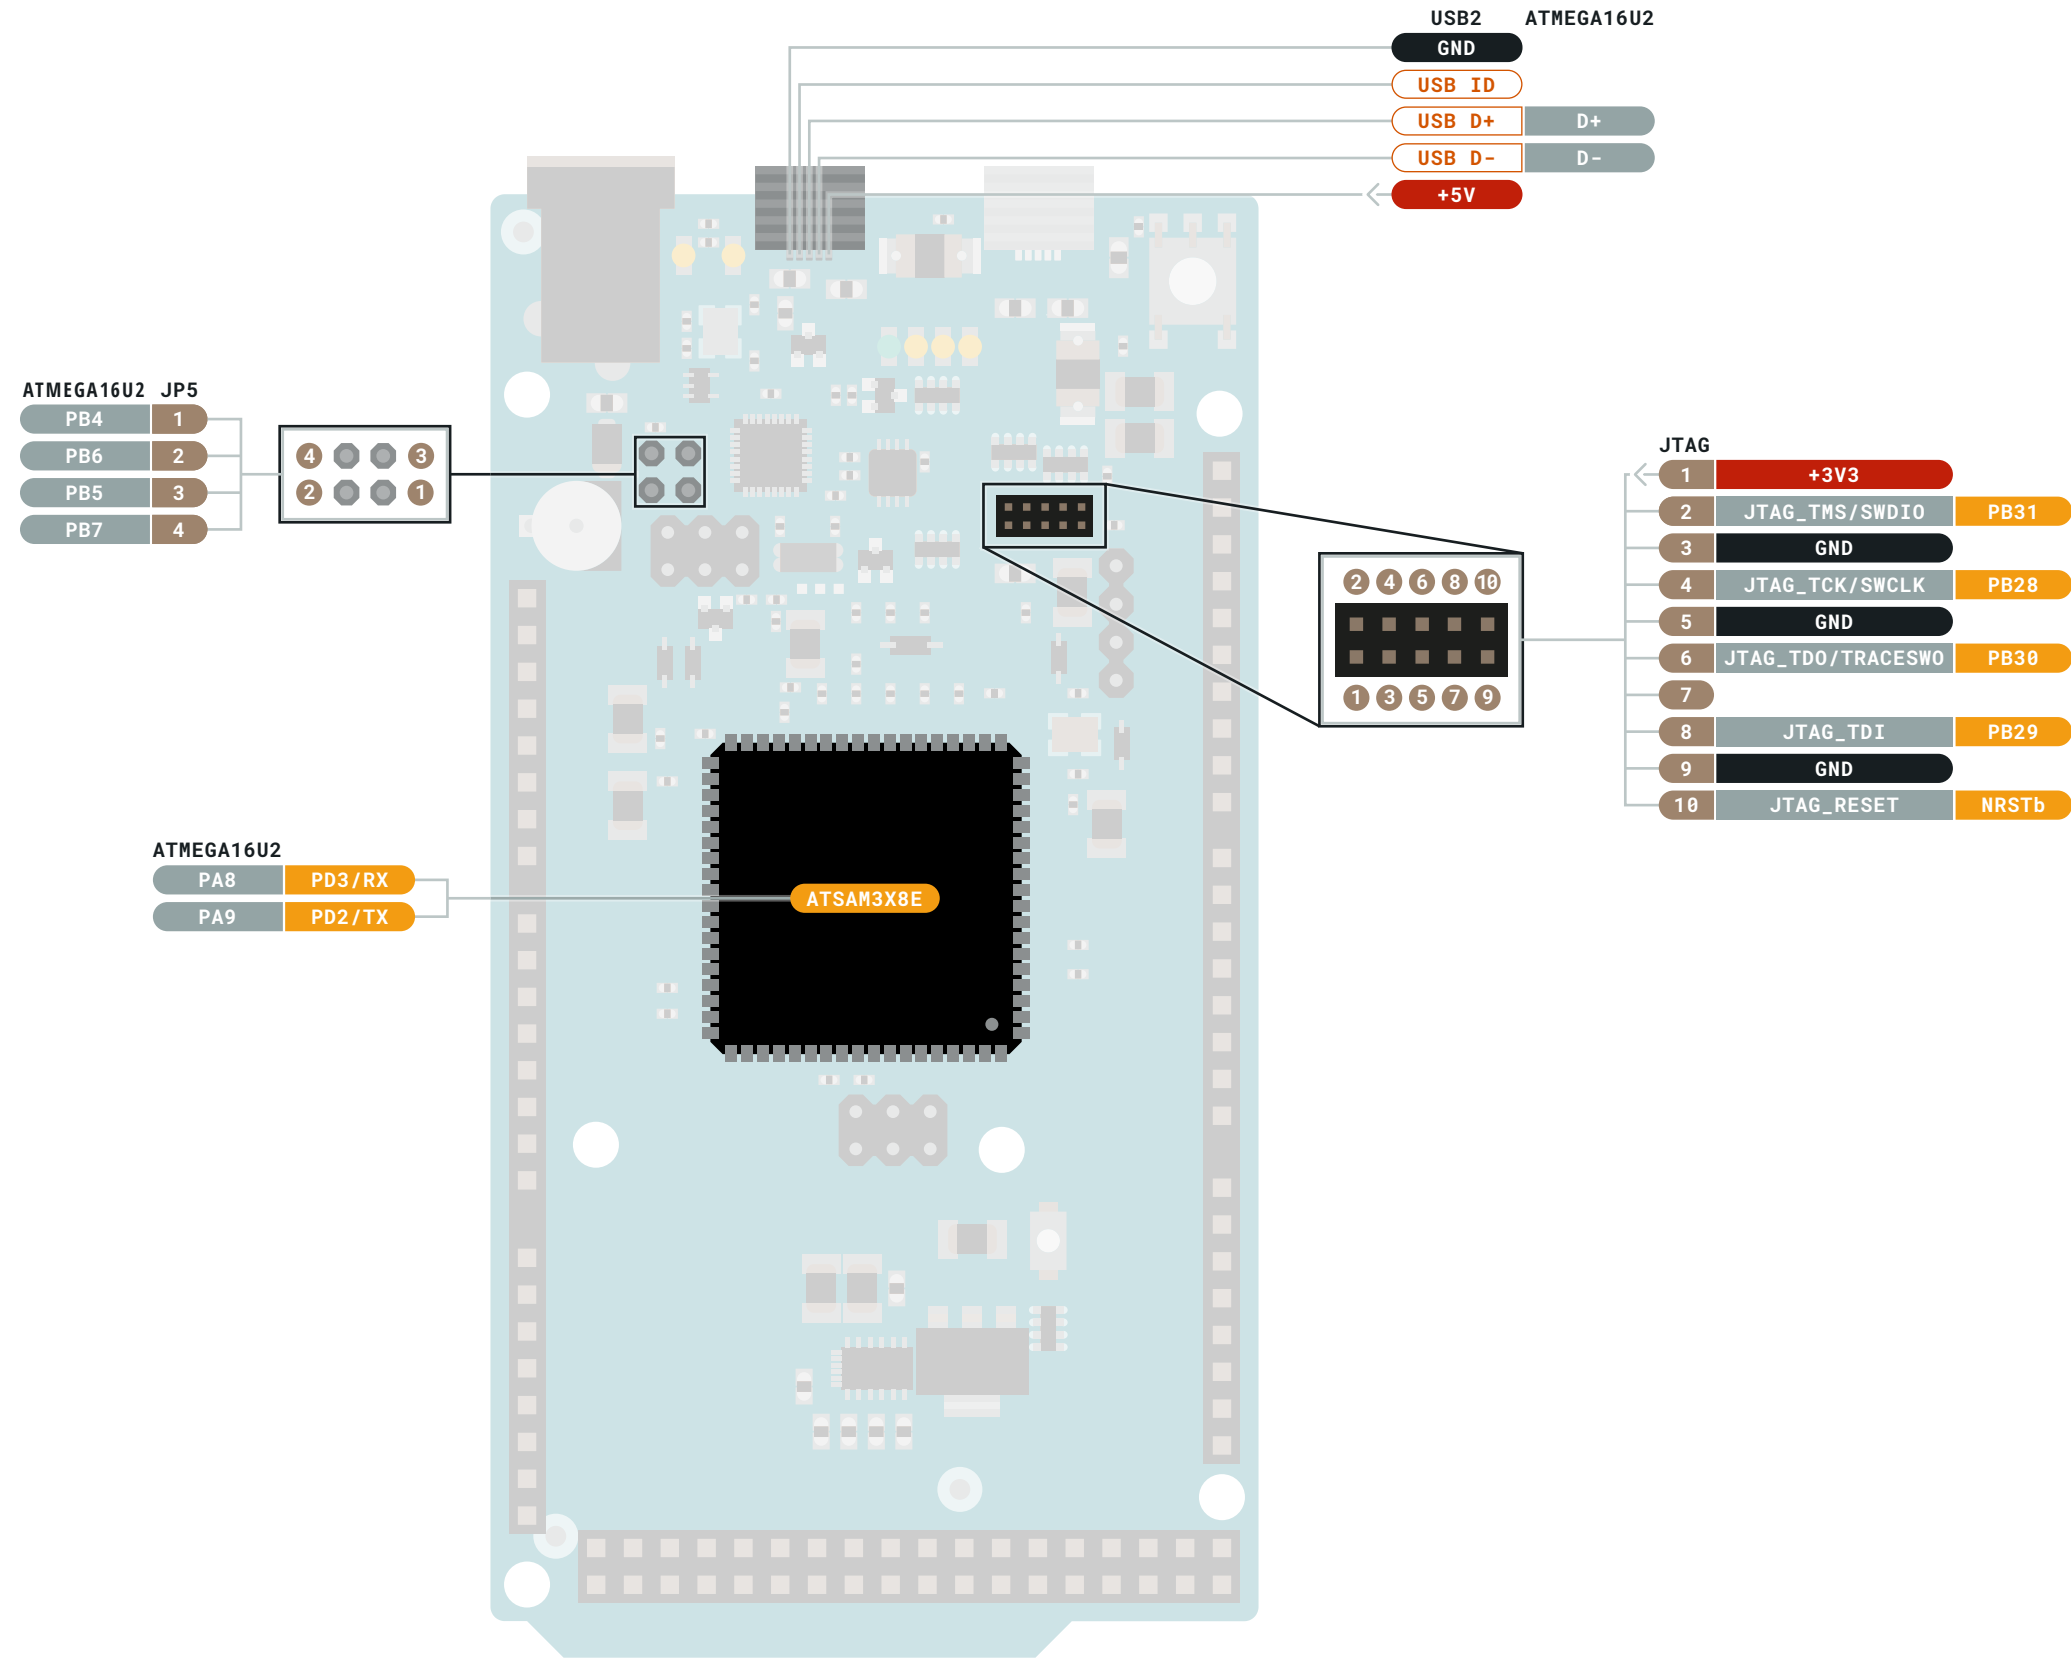 USB2 ATMEGA16U2
GND
USB ID
USB D+ D+
USB D- D-
+5V
ATMEGA16U2 JP5
PB4 1
PB6 2
PB5 3
PB7 4
4 3
2 1
JTAG
1 +3V3
2 JTAG_TMS/SWDIO PB31
3 GND
4 JTAG_TCK/SWCLK PB28
5 GND
6 JTAG_TDO/TRACESWO PB30
7
8 JTAG_TDI PB29
9 GND
10 JTAG_RESET NRSTb
2 4 6 8 10
1 3 5 7 9
ATMEGA16U2
PA8 PD3/RX
PA9 PD2/TX
ATSAM3X8E